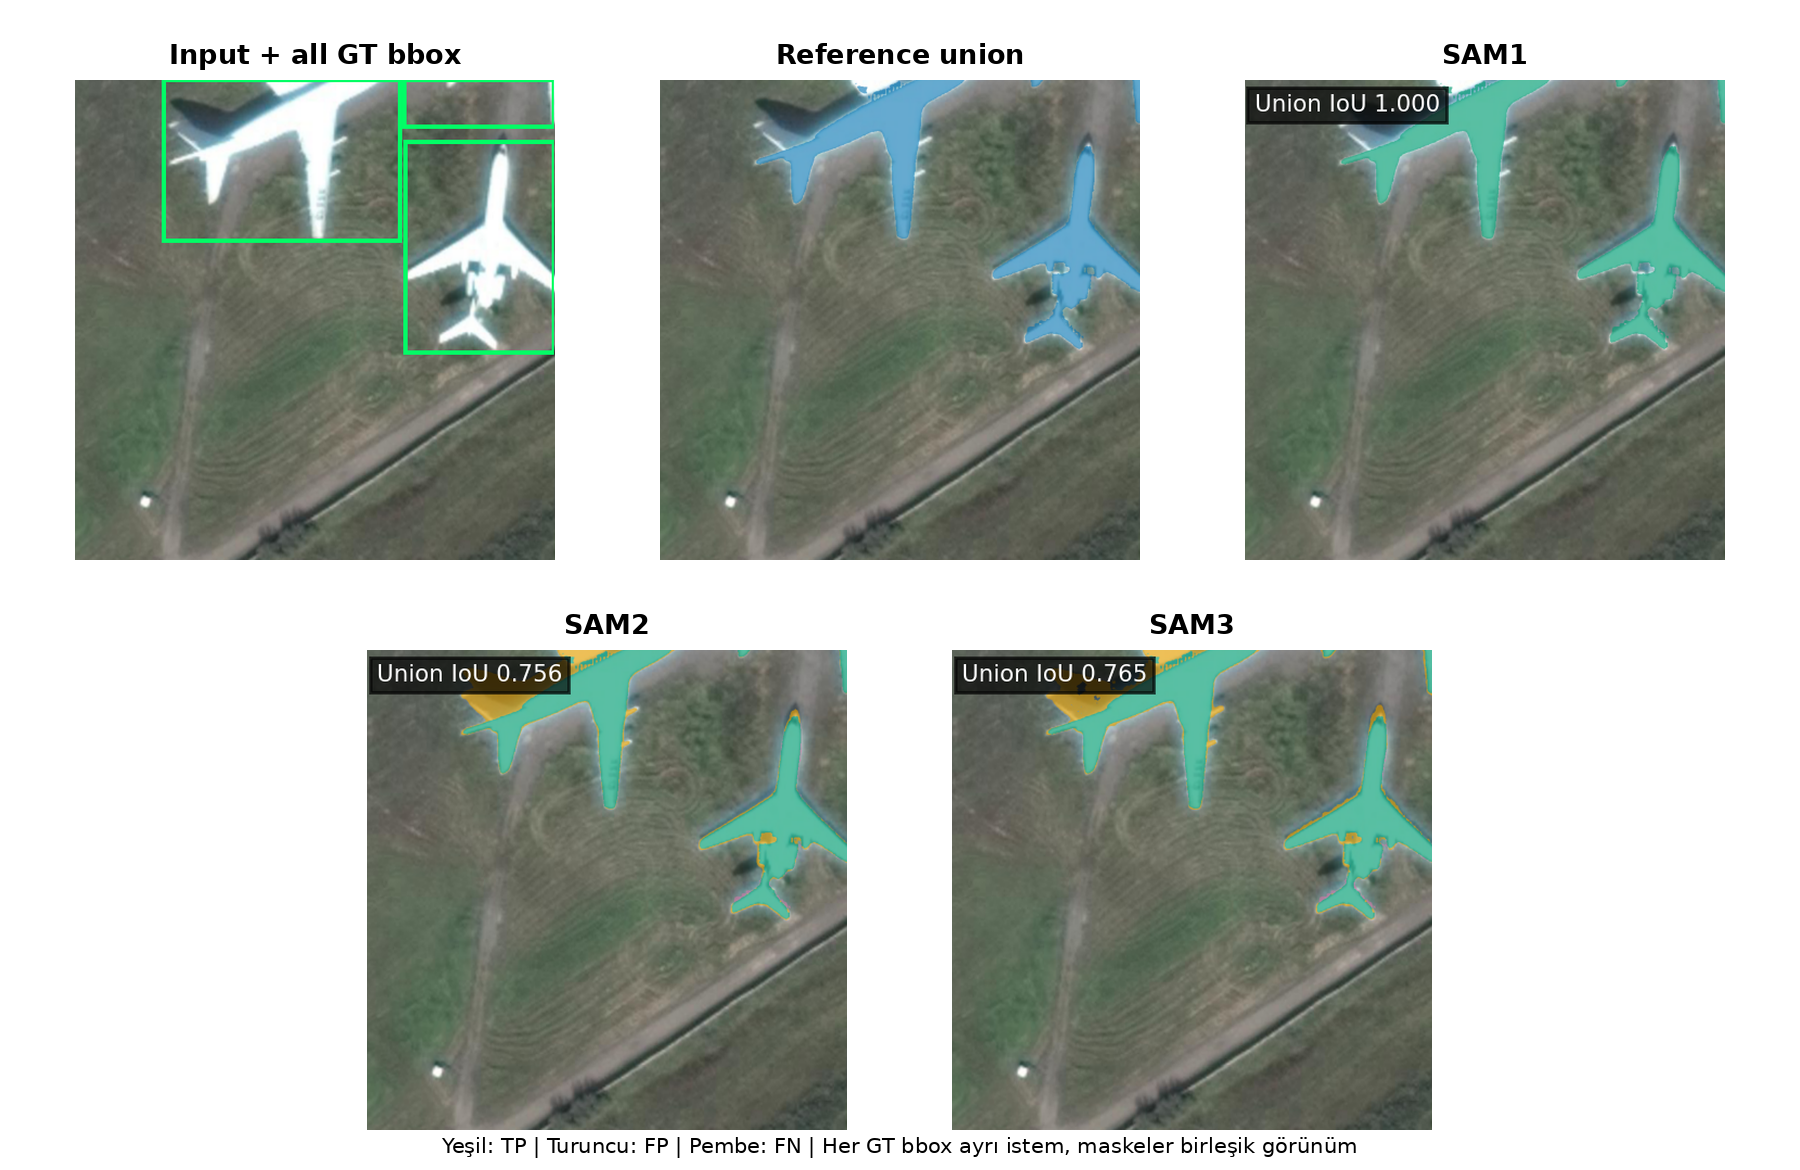 Input + all GT bbox
Reference union
SAM1
Union IoU 1.000
SAM2
SAM3
Union IoU 0.756
Union IoU 0.765
Yeşil: TP | Turuncu: FP | Pembe: FN | Her GT bbox ayrı istem, maskeler birleşik görünüm